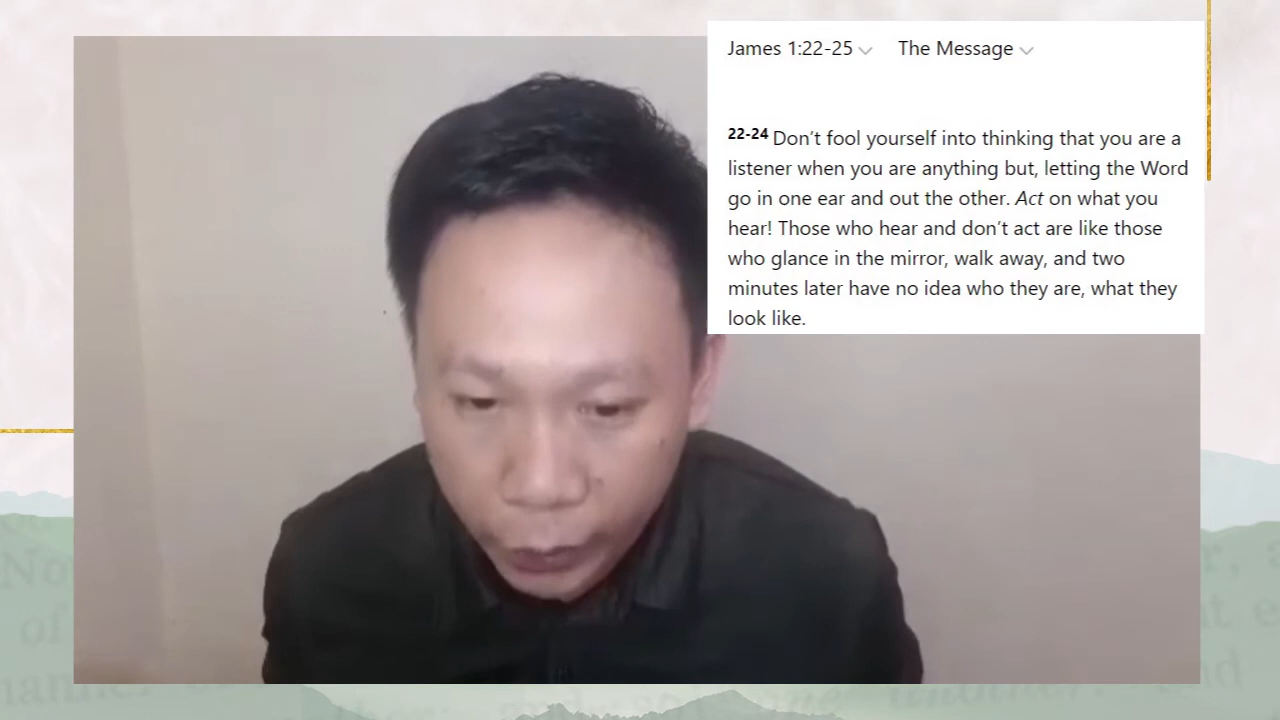 James 1:22-25 The Message
22-24 Don’t fool yourself into thinking that you are a
listener when you are anything but, letting the Word
go in one ear and out the other. Act on what you
hear! Those who hear and don’t act are like those
who glance in the mirror, walk away, and two
minutes later have no idea who they are, what they
look like.